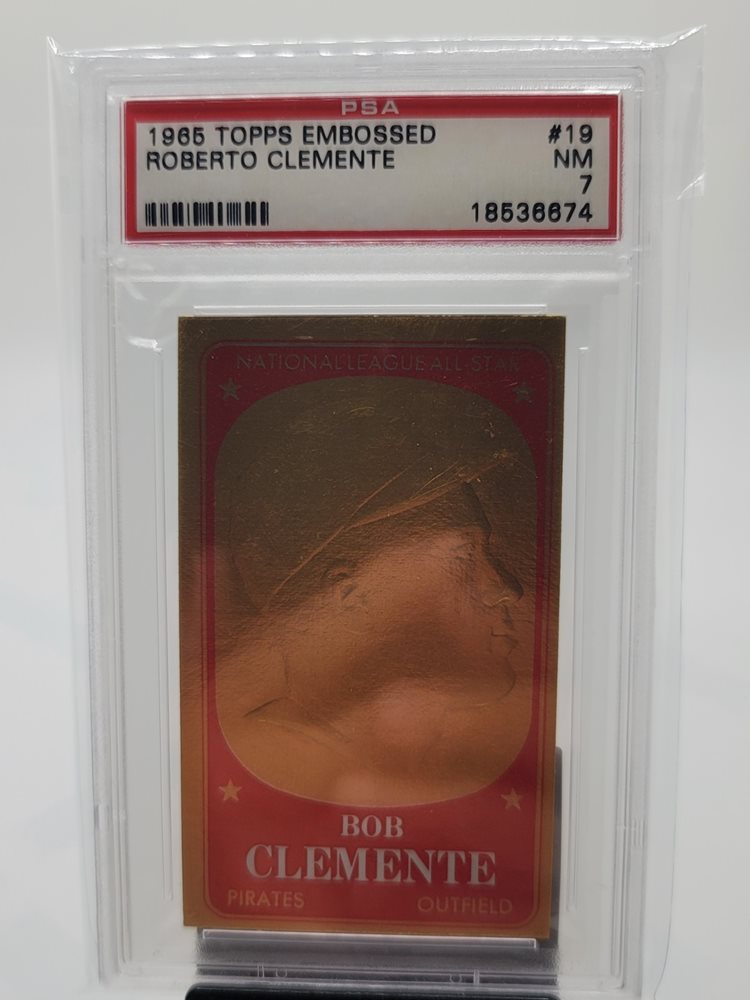 PSA
1965 TOPPS EMBOSSED #19
ROBERTO CLEMENTE NM
7
18536674
NATIONAL LEAGUE ALL-STAR
BOB
CLEMENTE
PIRATES OUTFIELD